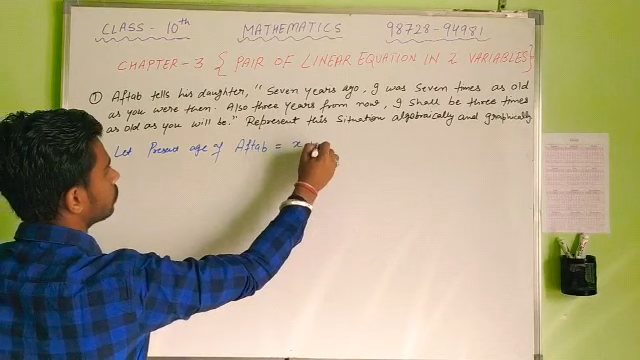 CLASS - 10th MATHEMATICS 98728-94981
CHAPTER-3 { PAIR OF LINEAR EQUATION IN 2 VARIABLES}
① Aftab tells his daughter, "Seven years ago, I was seven times as old
as you were then. Also three years from now, I shall be three times
as old as you will be." Represent this situation algebraically and graphically
Let Present age of Aftab = x